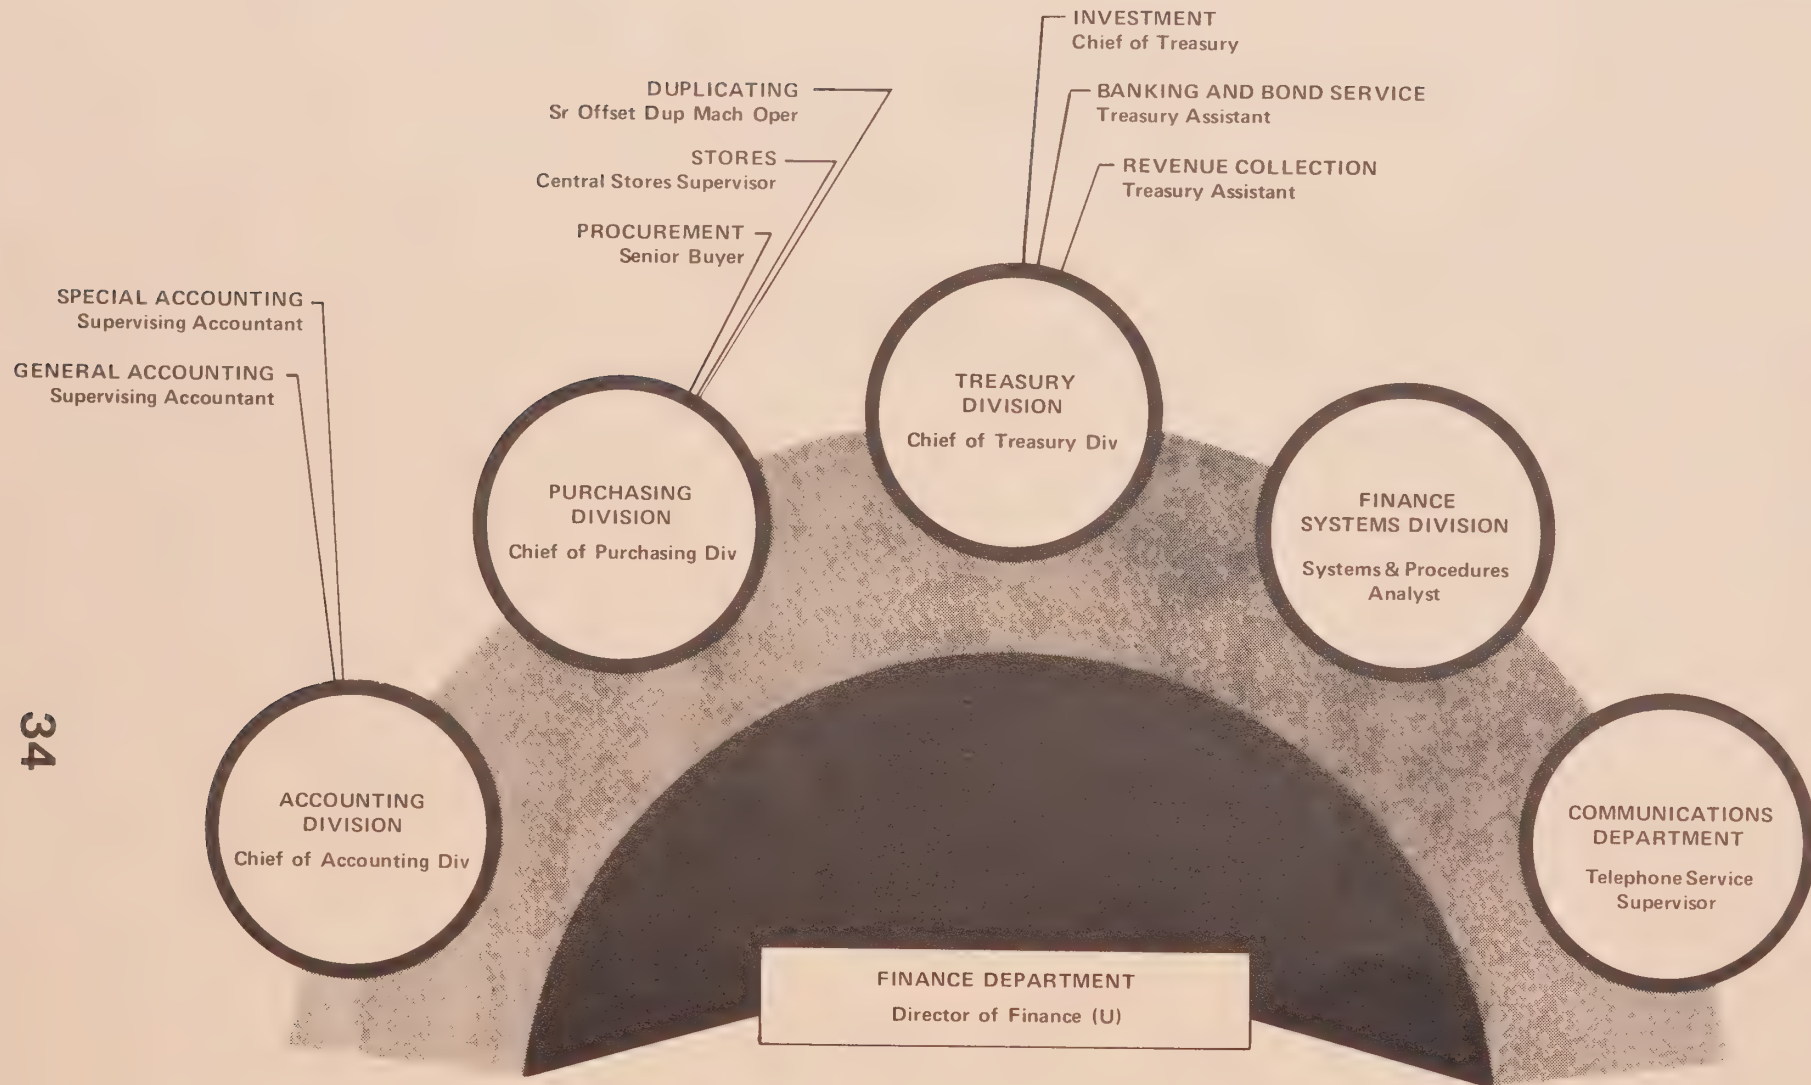 INVESTMENT
Chief of Treasury
DUPLICATING
Sr Offset Dup Mach Oper
BANKING AND BOND SERVICE
Treasury Assistant
STORES
Central Stores Supervisor
REVENUE COLLECTION
Treasury Assistant
PROCUREMENT
Senior Buyer
SPECIAL ACCOUNTING
Supervising Accountant
GENERAL ACCOUNTING
Supervising Accountant
TREASURY
DIVISION
Chief of Treasury Div
PURCHASING
DIVISION
Chief of Purchasing Div
FINANCE
SYSTEMS DIVISION
Systems & Procedures
Analyst
ACCOUNTING
DIVISION
Chief of Accounting Div
COMMUNICATIONS
DEPARTMENT
Telephone Service
Supervisor
FINANCE DEPARTMENT
Director of Finance (U)
34